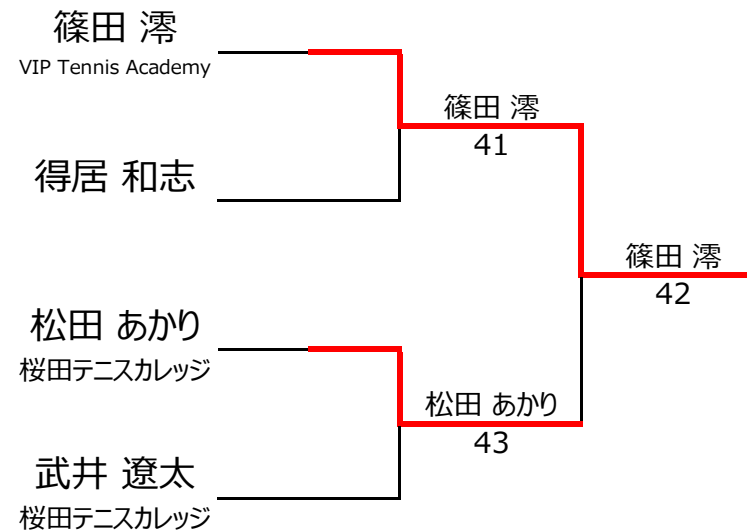 篠田 澪
VIP Tennis Academy
篠田 澪
41
得居 和志
篠田 澪
42
松田 あかり
桜田テニスカレッジ
松田 あかり
43
武井 遼太
桜田テニスカレッジ